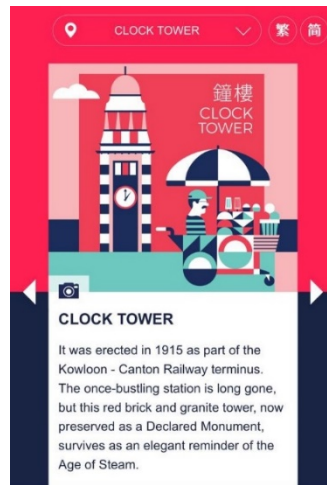 CLOCK TOWER
繁
简
鐘樓
CLOCK
TOWER
CLOCK TOWER
It was erected in 1915 as part of the
Kowloon - Canton Railway terminus.
The once-bustling station is long gone,
but this red brick and granite tower, now
preserved as a Declared Monument,
survives as an elegant reminder of the
Age of Steam.